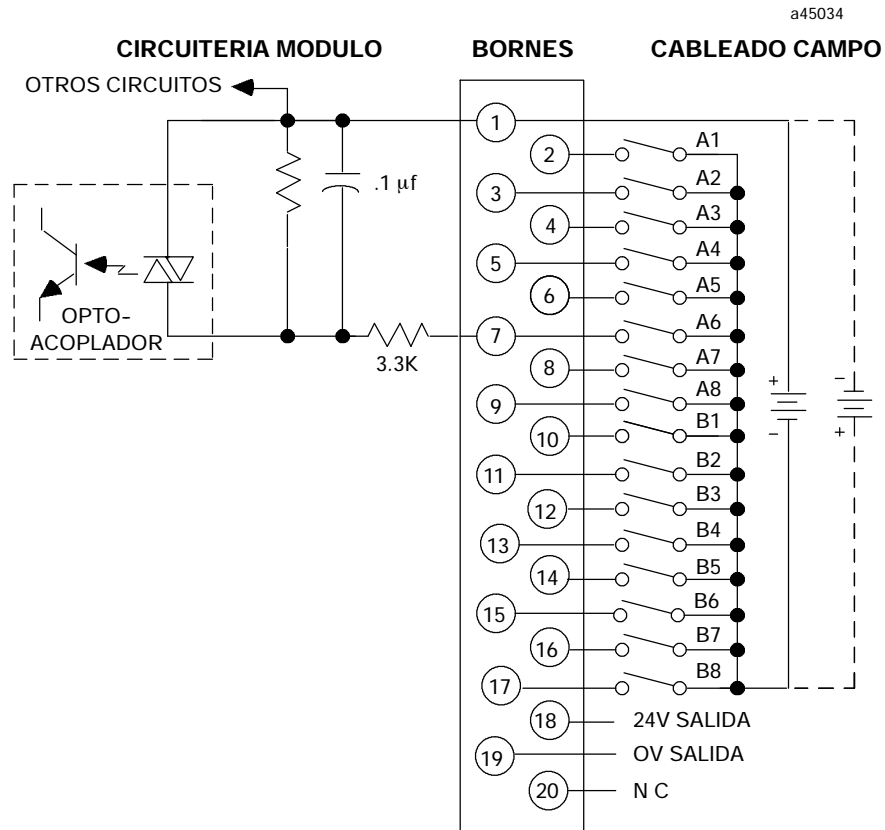 a45034
CIRCUITERIA MODULO BORNES CABLEADO CAMPO
OTROS CIRCUITOS
1
2 A1
.1 μf
3 A2
4 A3
5 A4
6 A5
OPTO-
ACOPLADOR
7 A6
3.3K
8 A7
9 A8
+ −
10 B1
− +
11 B2
12 B3
13 B4
14 B5
15 B6
16 B7
17 B8
18 24V SALIDA
19 OV SALIDA
20 N C